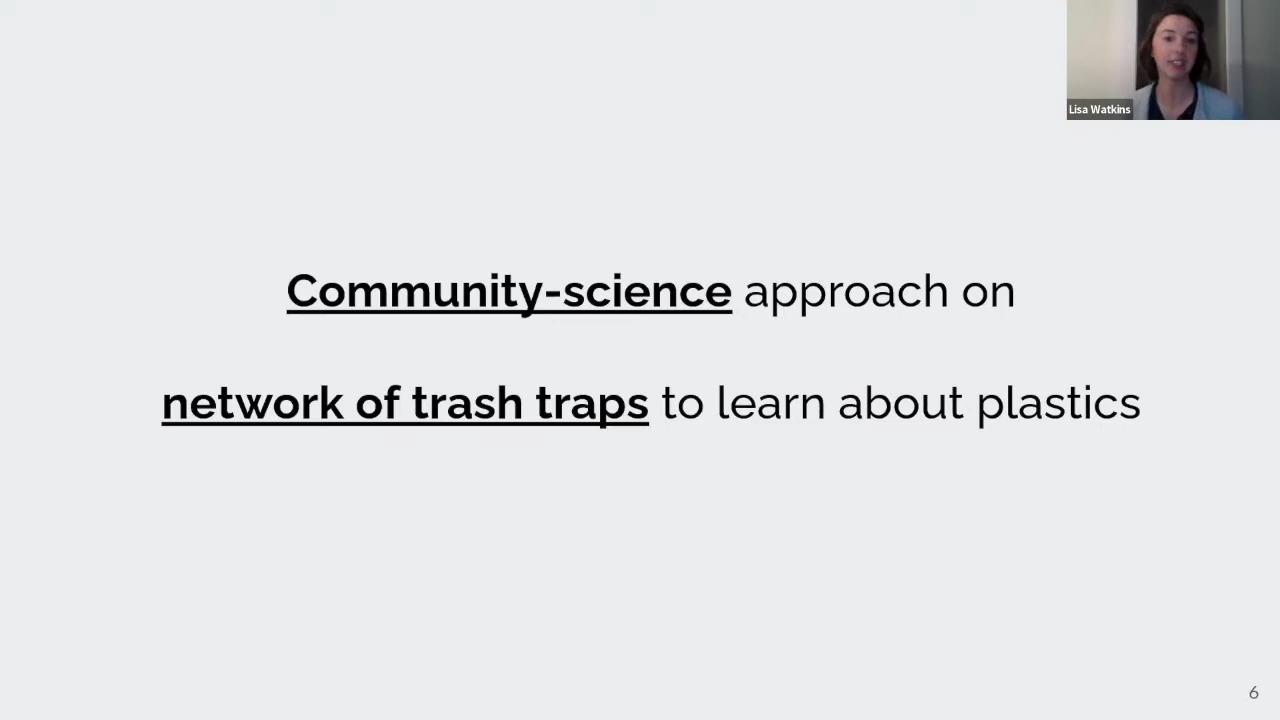 Lisa Watkins
Community-science approach on
network of trash traps to learn about plastics
6